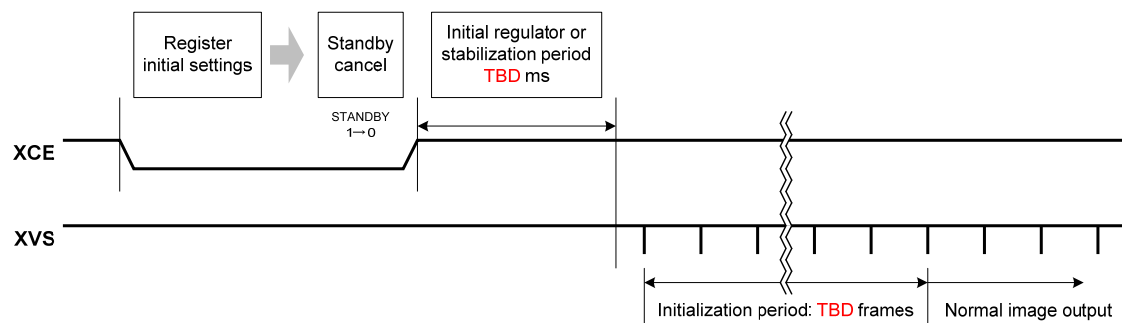 Register
initial settings
Standby
cancel
Initial regulator or
stabilization period
TBD ms
STANDBY
1→0
XCE
XVS
Initialization period: TBD frames
Normal image output